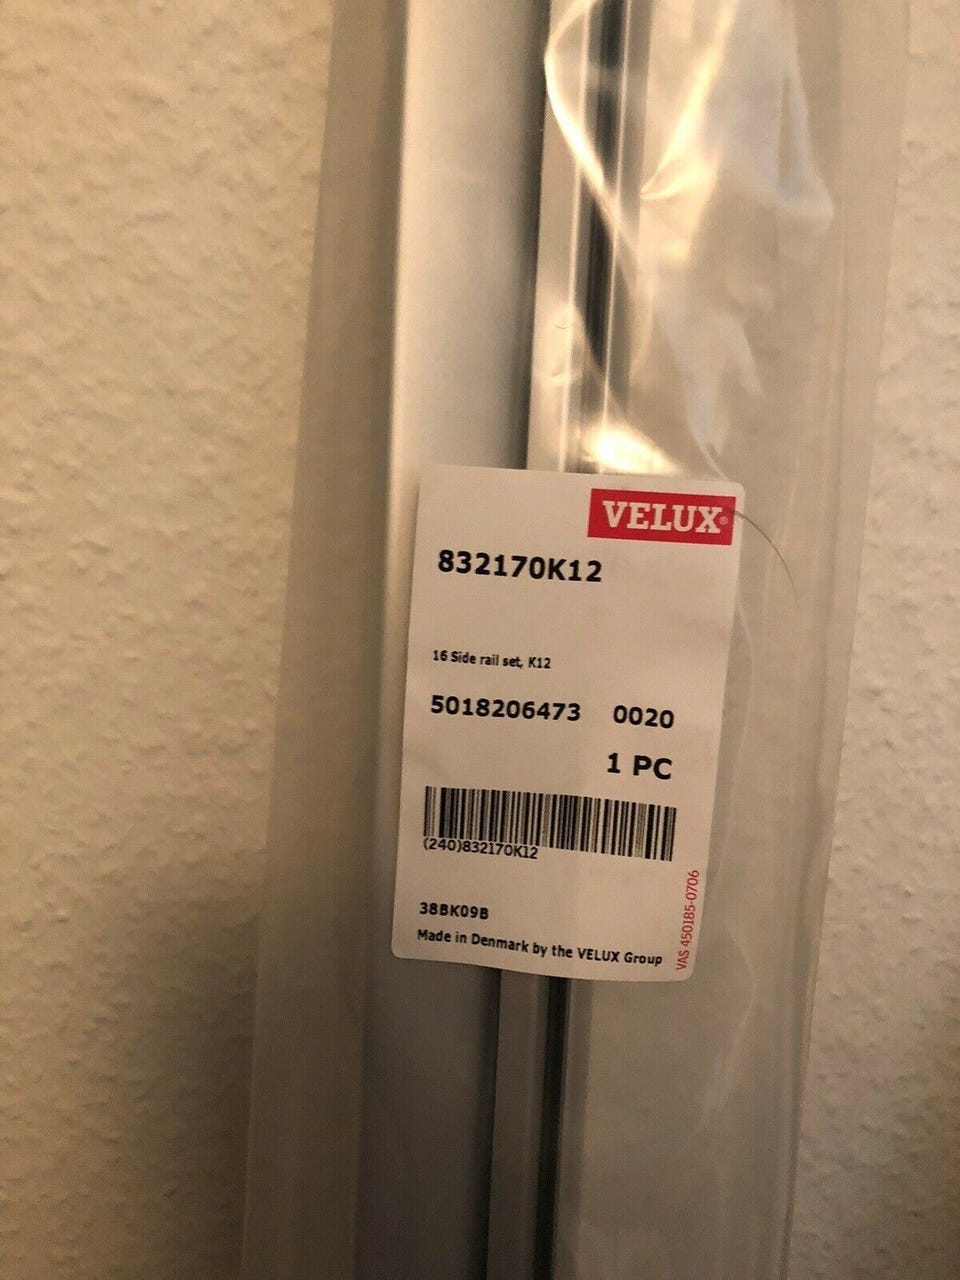 VELUX®
832170K12
16 Side rail set, K12
5018206473 0020
1 PC
(240)832170K12
38BK09B
Made in Denmark by the VELUX Group
VAS 450185-0706